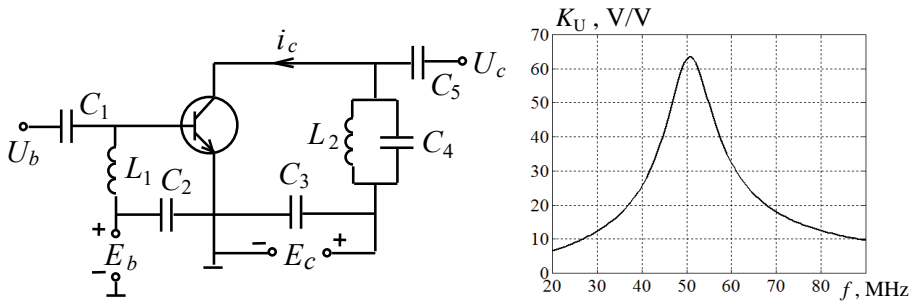 i_c
U_c
C_5
C_1
U_b
L_1
C_2
C_3
L_2
C_4
+
E_b
−
− E_c +
K_U , V/V
70
60
50
40
30
20
10
0
20 30 40 50 60 70 80
f , MHz